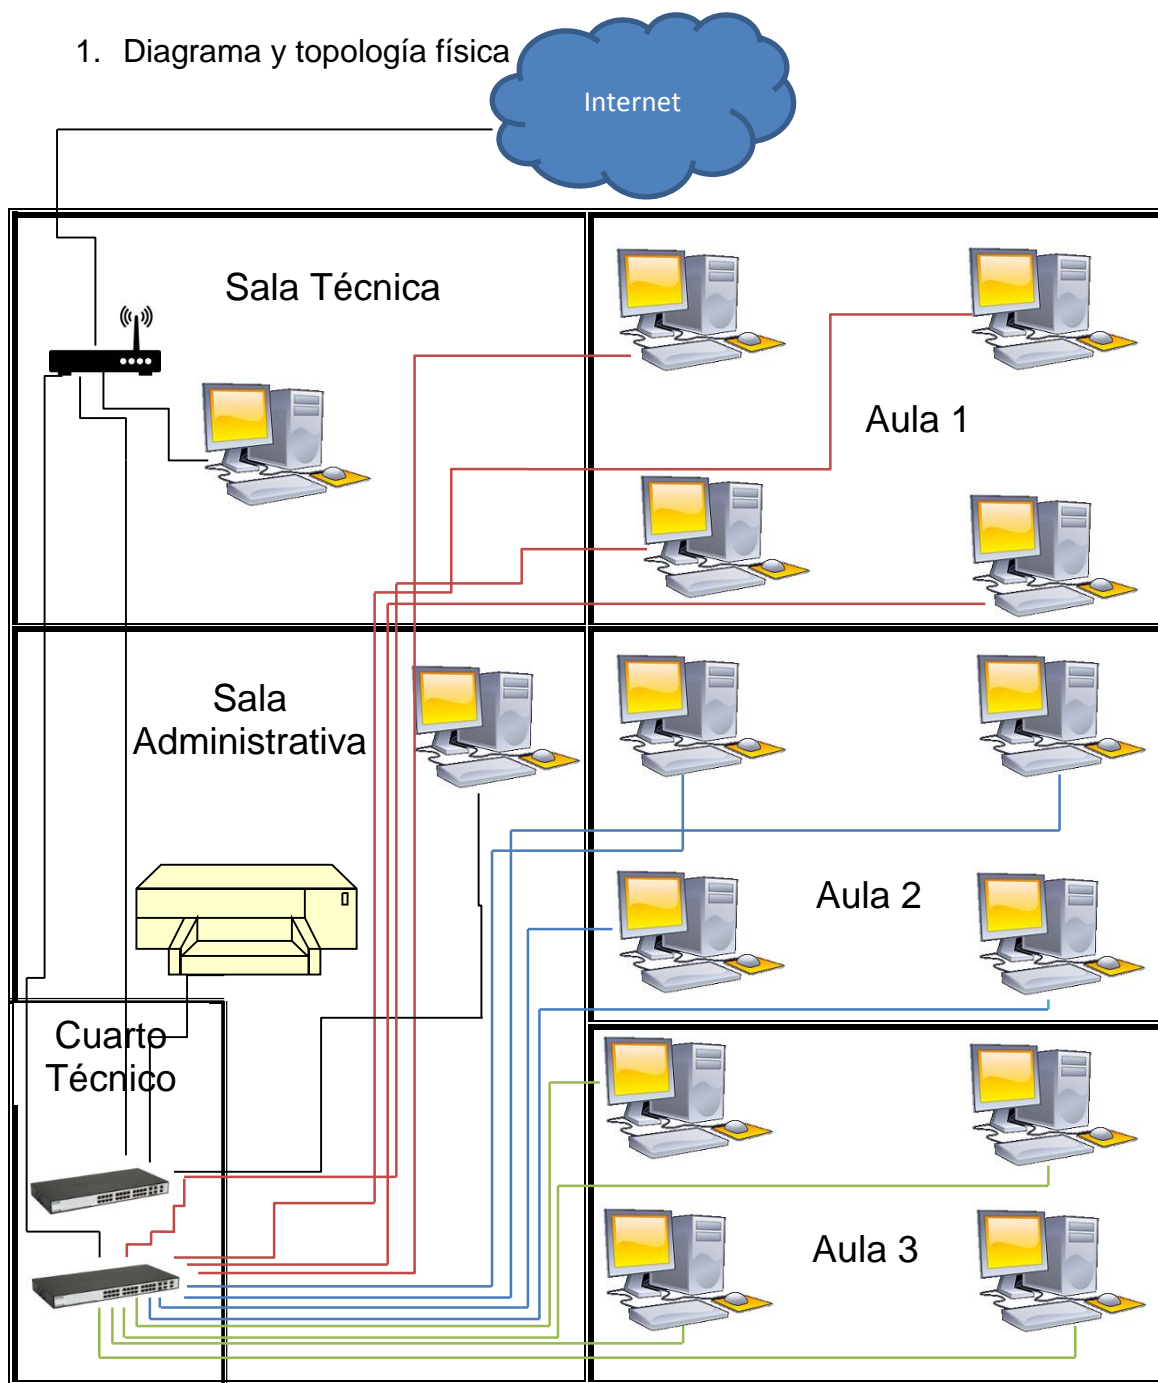 1. Diagrama y topología física
Internet
Sala Técnica
Aula 1
Sala
Administrativa
Aula 2
Cuarto
Técnico
Aula 3